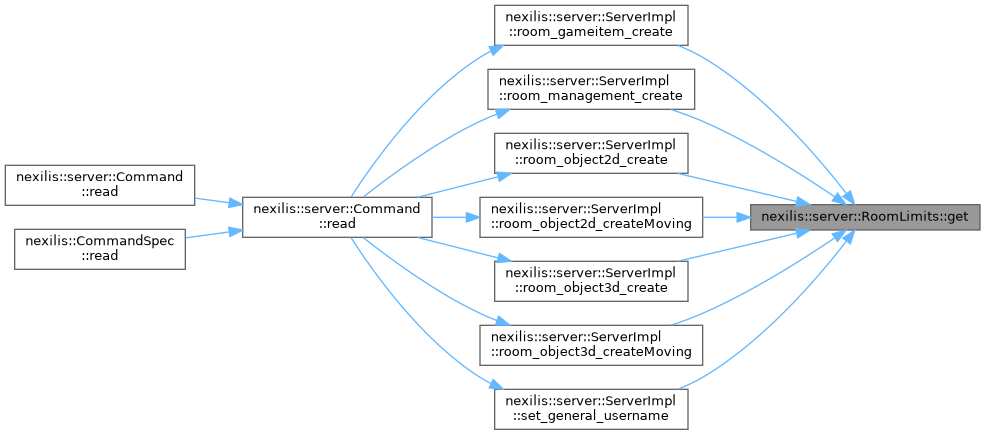 nexilis::server::ServerImpl
::room_gameitem_create
nexilis::server::ServerImpl
::room_management_create
nexilis::server::ServerImpl
::room_object2d_create
nexilis::server::Command
::read
nexilis::server::Command
::read
nexilis::server::ServerImpl
::room_object2d_createMoving
nexilis::server::RoomLimits::get
nexilis::CommandSpec
::read
nexilis::server::ServerImpl
::room_object3d_create
nexilis::server::ServerImpl
::room_object3d_createMoving
nexilis::server::ServerImpl
::set_general_username